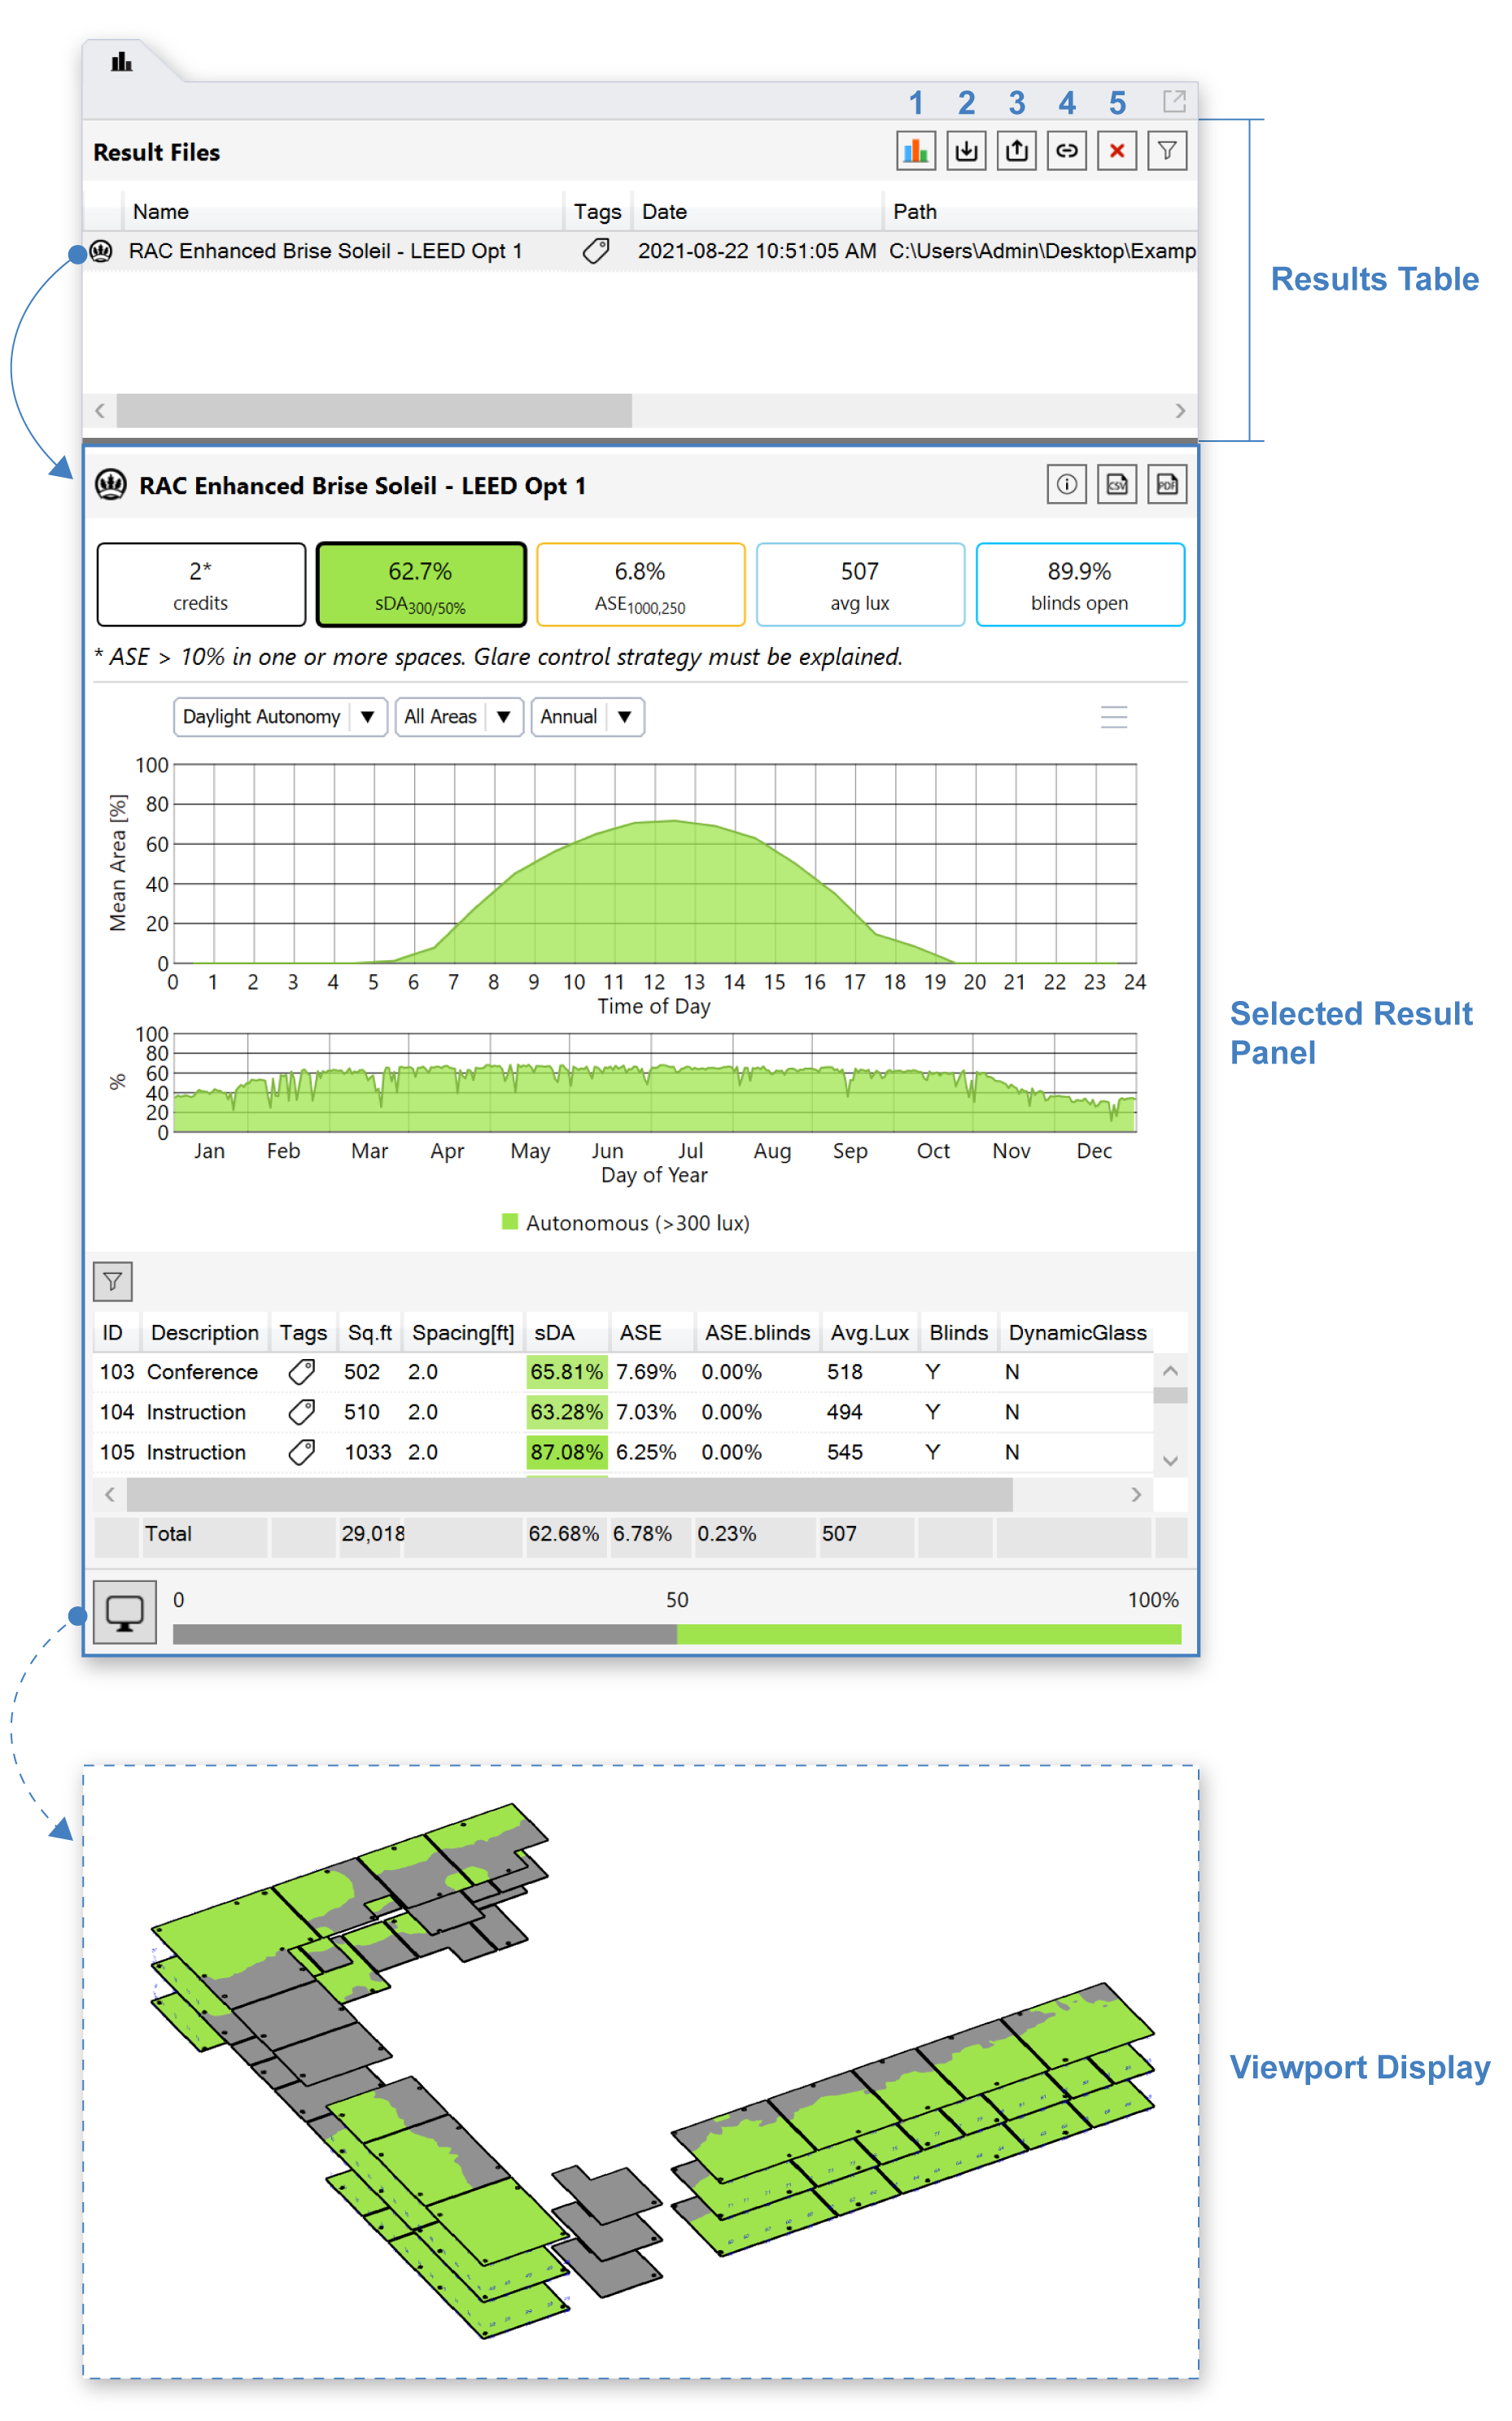 1 2 3 4 5
Result Files
Name Tags Date Path
RAC Enhanced Brise Soleil - LEED Opt 1 2021-08-22 10:51:05 AM C:\Users\Admin\Desktop\Examp
Results Table
RAC Enhanced Brise Soleil - LEED Opt 1
CSV PDF
2* 62.7% 6.8% 507 89.9%
credits sDA300/50% ASE1000,250 avg lux blinds open
* ASE > 10% in one or more spaces. Glare control strategy must be explained.
Daylight Autonomy All Areas Annual
Mean Area [%]
100
80
60
40
20
0
0 1 2 3 4 5 6 7 8 9 10 11 12 13 14 15 16 17 18 19 20 21 22 23 24
Time of Day
Selected Result
Panel
%
100
80
60
40
20
0
Jan Feb Mar Apr May Jun Jul Aug Sep Oct Nov Dec
Day of Year
Autonomous (>300 lux)
ID Description Tags Sq.ft Spacing[ft] sDA ASE ASE.blinds Avg.Lux Blinds DynamicGlass
103 Conference 502 2.0 65.81% 7.69% 0.00% 518 Y N
104 Instruction 510 2.0 63.28% 7.03% 0.00% 494 Y N
105 Instruction 1033 2.0 87.08% 6.25% 0.00% 545 Y N
Total 29,018 62.68% 6.78% 0.23% 507
0 50 100%
Viewport Display